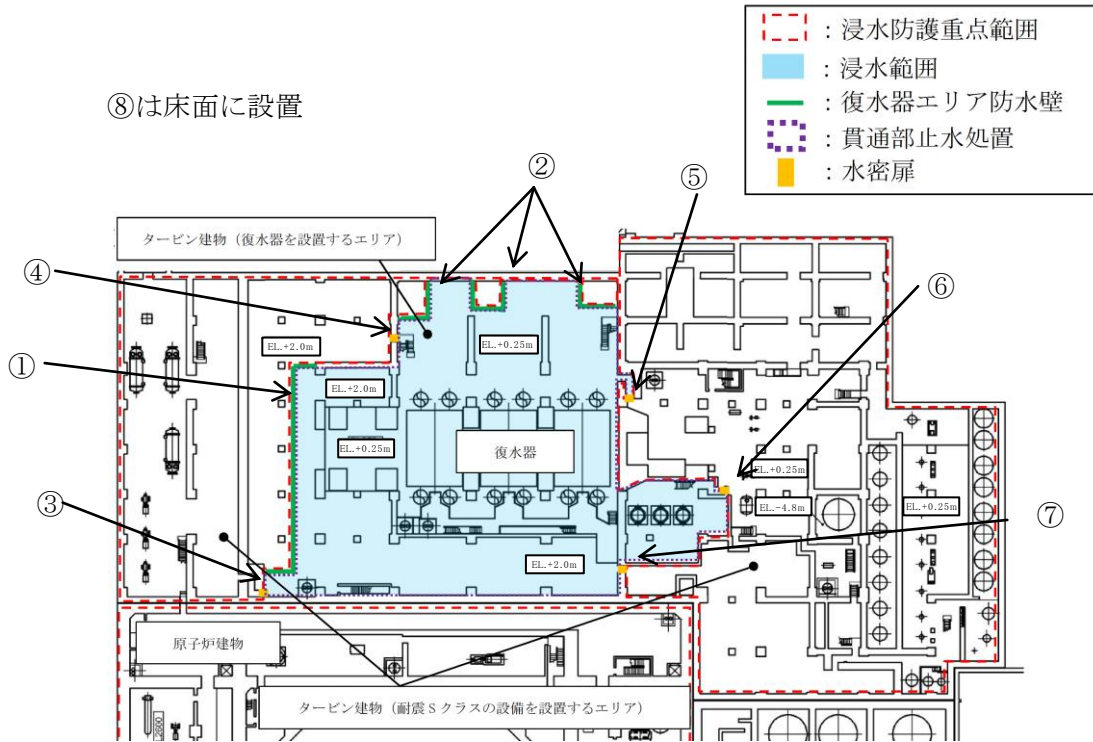 ：浸水防護重点範囲
：浸水範囲
：復水器エリア防水壁
：貫通部止水処置
：水密扉
⑧は床面に設置
②
⑤
タービン建物（復水器を設置するエリア）
④
⑥
EL.+2.0m
EL.+0.25m
①
EL.+2.0m
EL.+0.25m
復水器
EL.+0.25m
③
EL.-4.8m
EL.+0.25m
⑦
EL.+2.0m
原子炉建物
タービン建物（耐震Sクラスの設備を設置するエリア）
L2600